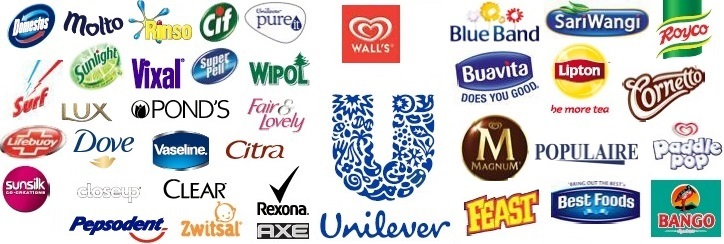 Domestos
Molto
Rinso
Cif
Unilever
pureit
Sunlight
Vixal
Super
Pell
WIPOL
Surf
LUX
POND'S
Fair &
Lovely
Lifebuoy
Dove
Vaseline
Citra
sunsilk
CO-CREATIONS
closeup
CLEAR
Rexona
Pepsodent
Zwitsal
AXE
WALL'S
Unilever
Blue Band
SariWangi
Royco
Buavita
DOES YOU GOOD.
Lipton
be more tea
Cornetto
M
MAGNUM
POPULAIRE
Paddle
Pop
FEAST
"BRING OUT THE BEST"
Best Foods
BANGO